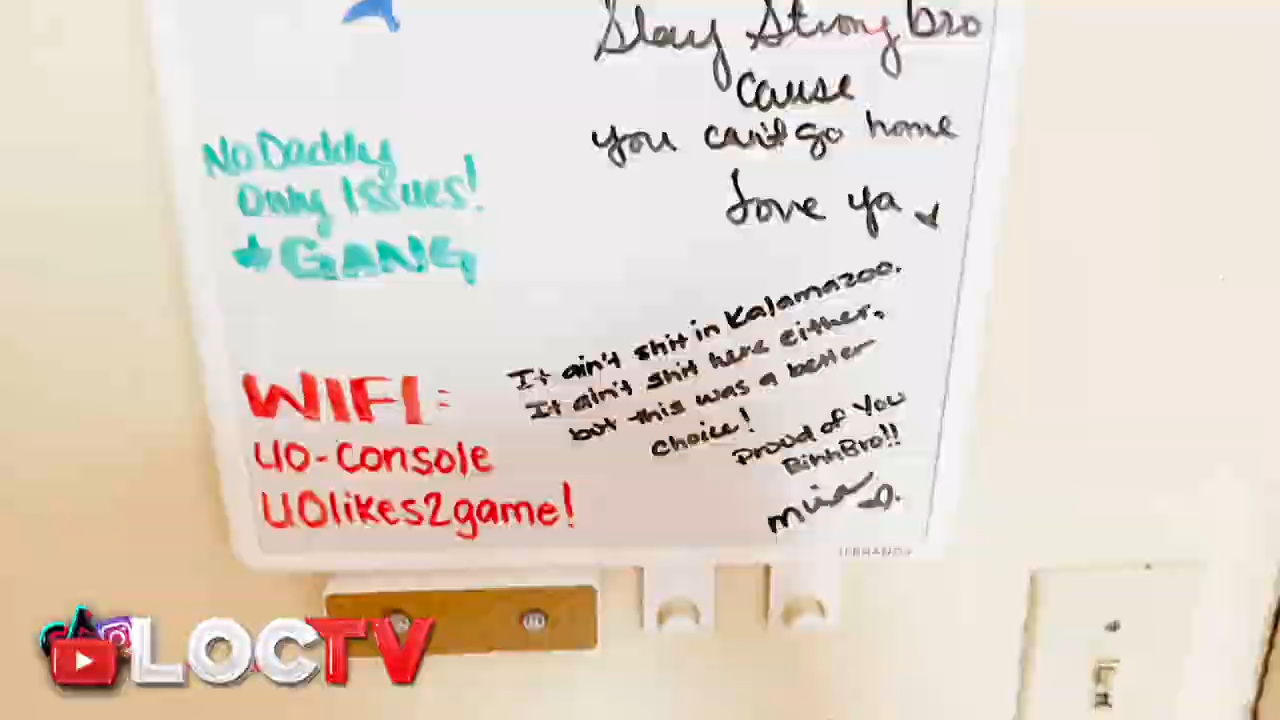 Stay Strong bro
cause
you can't go home
Love ya
No Daddy
Only Issues!
GANG
It ain't shit in Kalamazoo.
It ain't shit here either,
but this was a better
choice!
Proud of You
BihhBro!!
mia
WIFI:
UO-console
UOlikes2game!
LOCTV